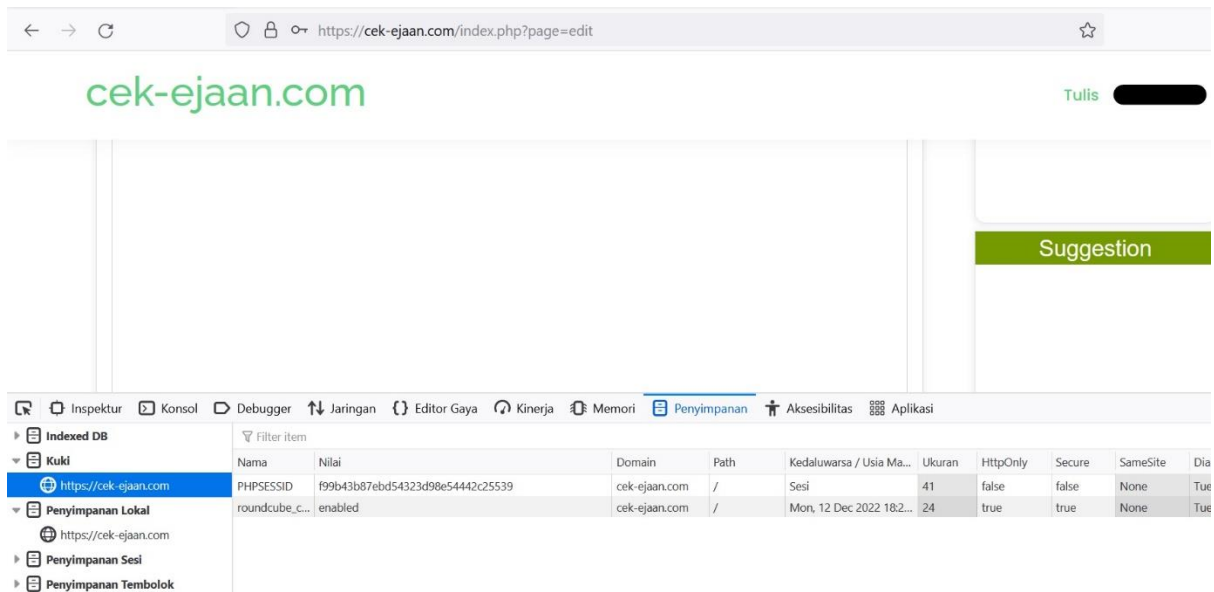 https://cek-ejaan.com/index.php?page=edit
cek-ejaan.com
Tulis
Suggestion
Inspektur Konsol Debugger Jaringan Editor Gaya Kinerja Memori Penyimpanan Aksesibilitas Aplikasi
Indexed DB
Kuki
https://cek-ejaan.com
Penyimpanan Lokal
https://cek-ejaan.com
Penyimpanan Sesi
Penyimpanan Tembolok
Filter item
Nama Nilai Domain Path Kedaluwarsa / Usia Ma... Ukuran HttpOnly Secure SameSite Dia
PHPSESSID f99b43b87ebd54323d98e54442c25539 cek-ejaan.com / Sesi 41 false false None Tue
roundcube_c... enabled cek-ejaan.com / Mon, 12 Dec 2022 18:2... 24 true true None Tue